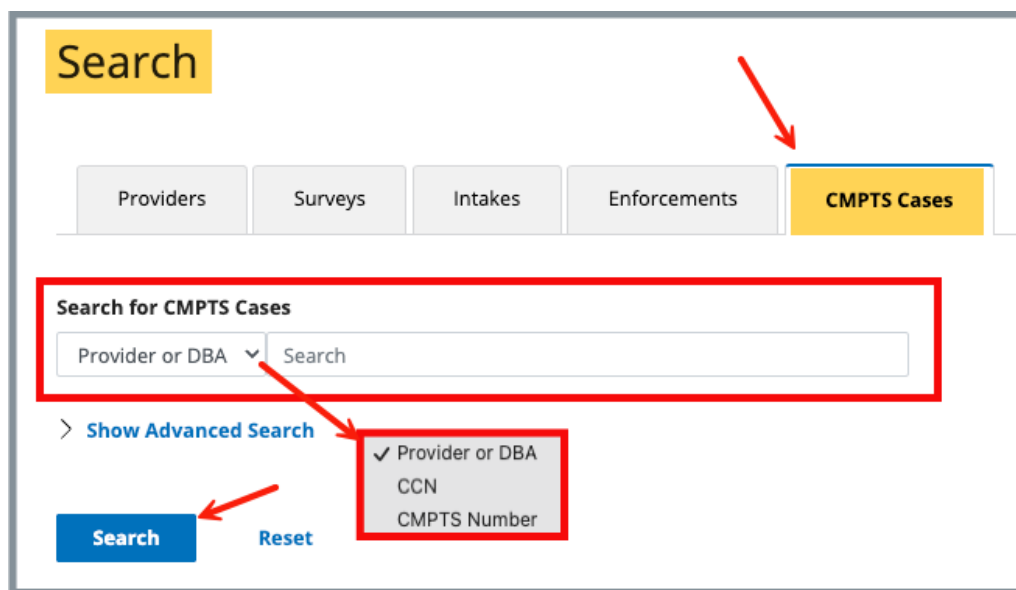 Search
Providers Surveys Intakes Enforcements CMPTS Cases
Search for CMPTS Cases
Provider or DBA Search
Show Advanced Search
Provider or DBA
CCN
CMPTS Number
Search Reset